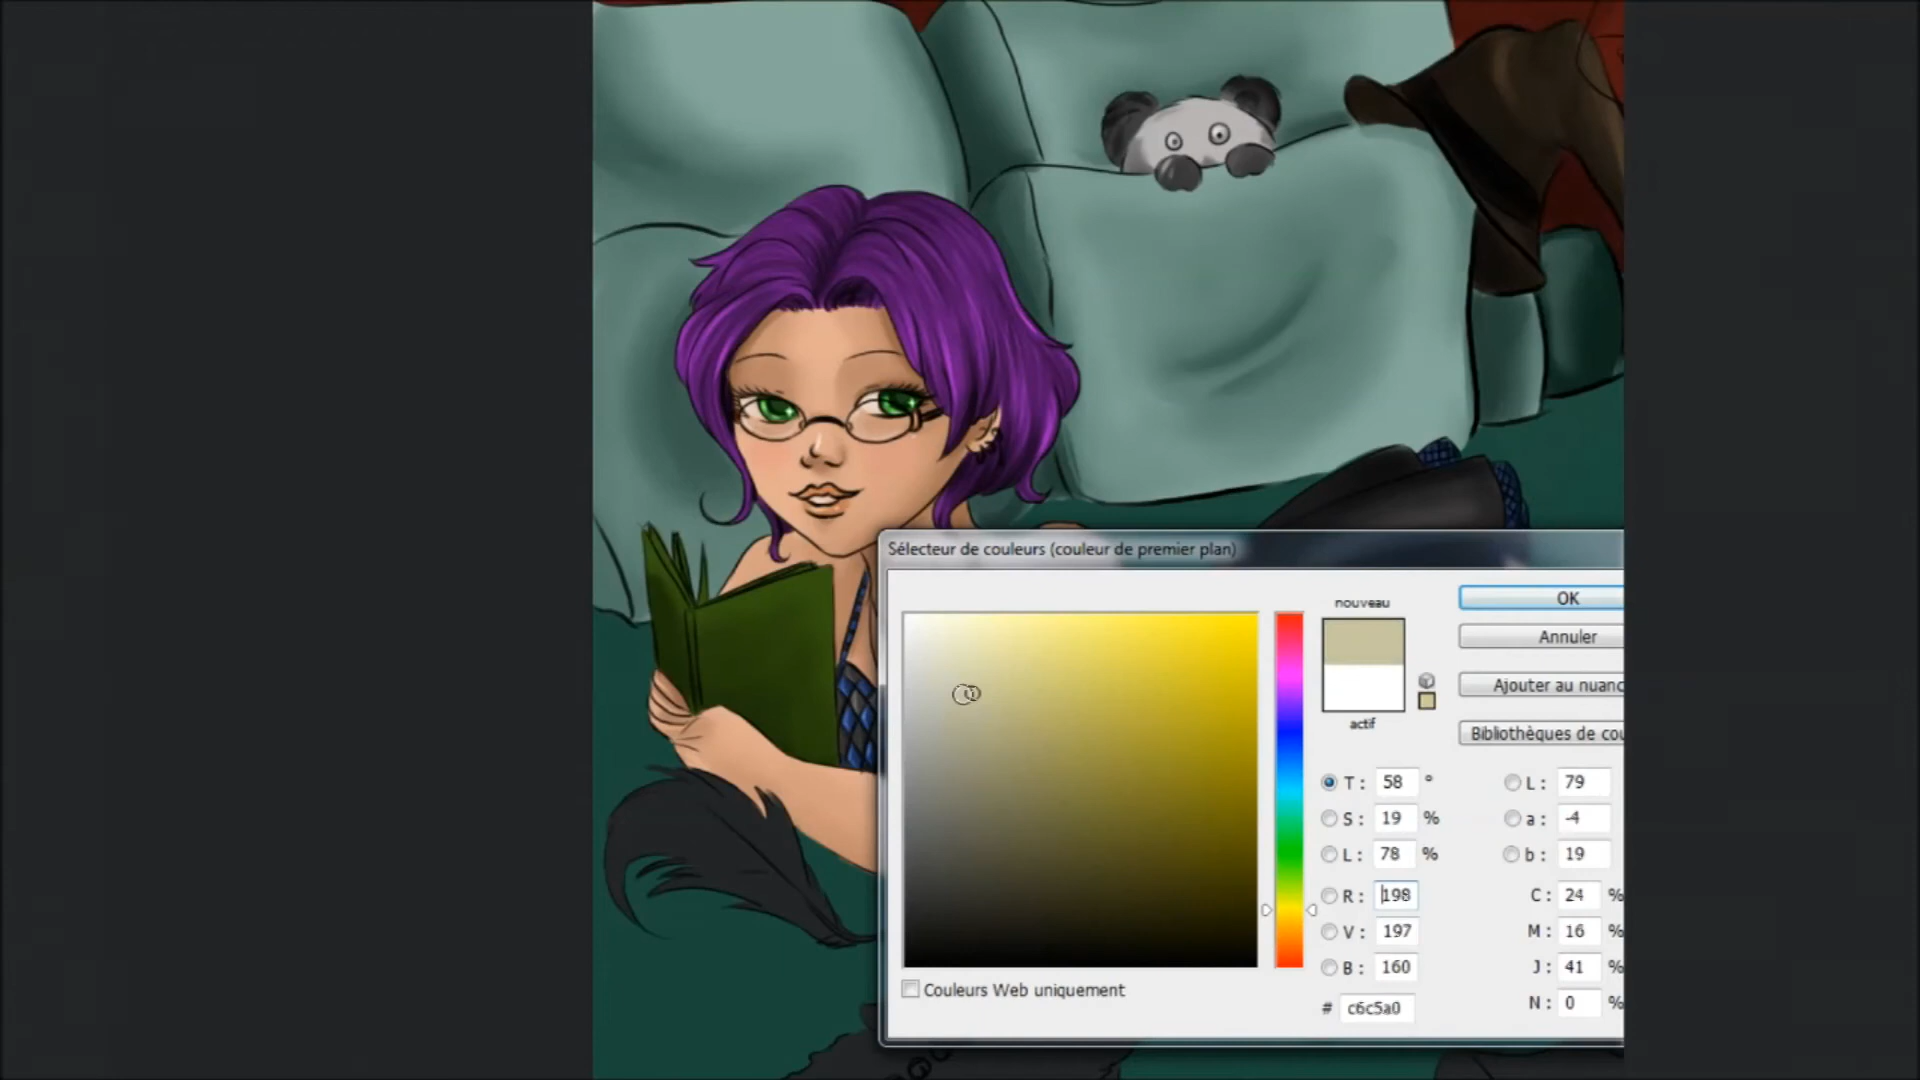 Sélecteur de couleurs (couleur de premier plan)
nouveau
actif
OK
Annuler
Ajouter au nuanc
Bibliothèques de cou
T : 58 °
S : 19 %
L : 78 %
R : 198
V : 197
B : 160
# c6c5a0
L : 79
a : -4
b : 19
C : 24 %
M : 16 %
J : 41 %
N : 0 %
Couleurs Web uniquement